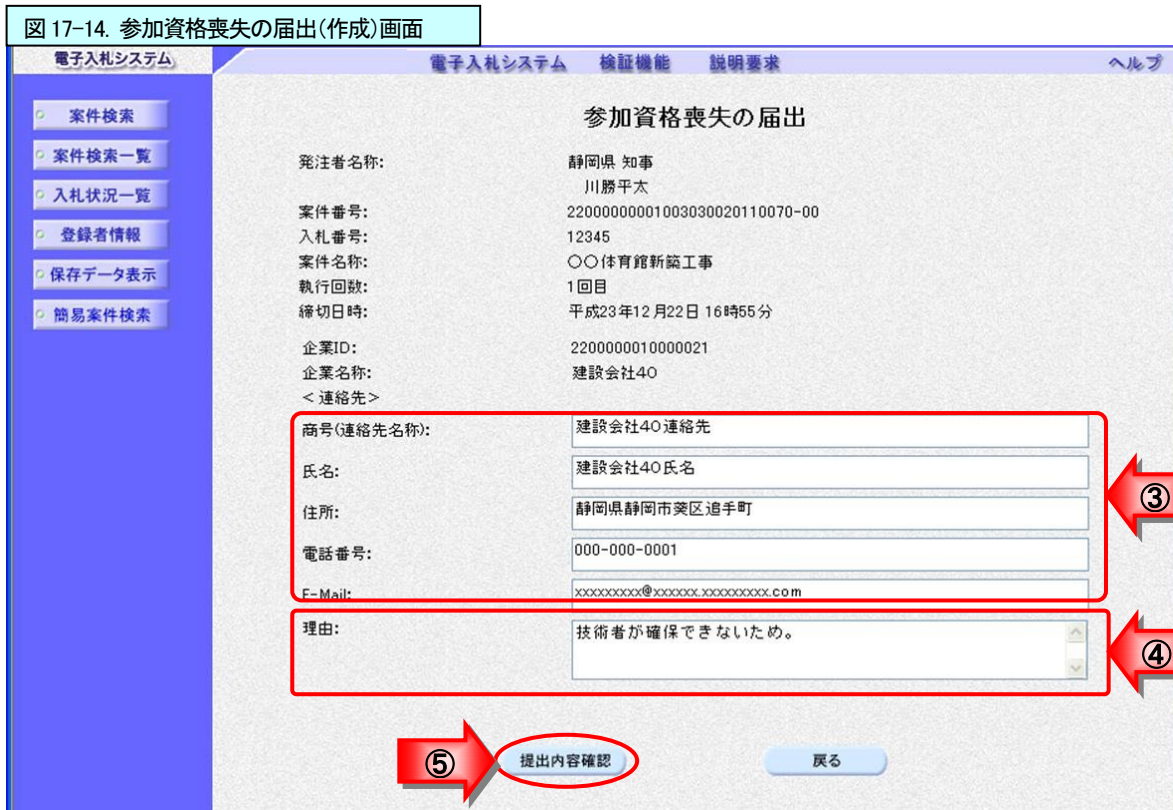 図 17-14. 参加資格喪失の届出(作成)画面
電子入札システム
電子入札システム 検証機能 説明要求 ヘルプ
案件検索
案件検索一覧
入札状況一覧
登録者情報
保存データ表示
簡易案件検索
参加資格喪失の届出
発注者名称: 静岡県 知事
川勝平太
案件番号: 22000000001003030020110070-00
入札番号: 12345
案件名称: 〇〇体育館新築工事
執行回数: 1回目
締切日時: 平成23年12月22日 16時55分
企業ID: 2200000010000021
企業名称: 建設会社40
<連絡先>
商号(連絡先名称): 建設会社40連絡先
氏名: 建設会社40氏名
住所: 静岡県静岡市葵区追手町
電話番号: 000-000-0001
E-Mail: xxxxxxxxx@xxxxxx.xxxxxxxxx.com
③
理由: 技術者が確保できないため。
④
⑤ 提出内容確認 戻る